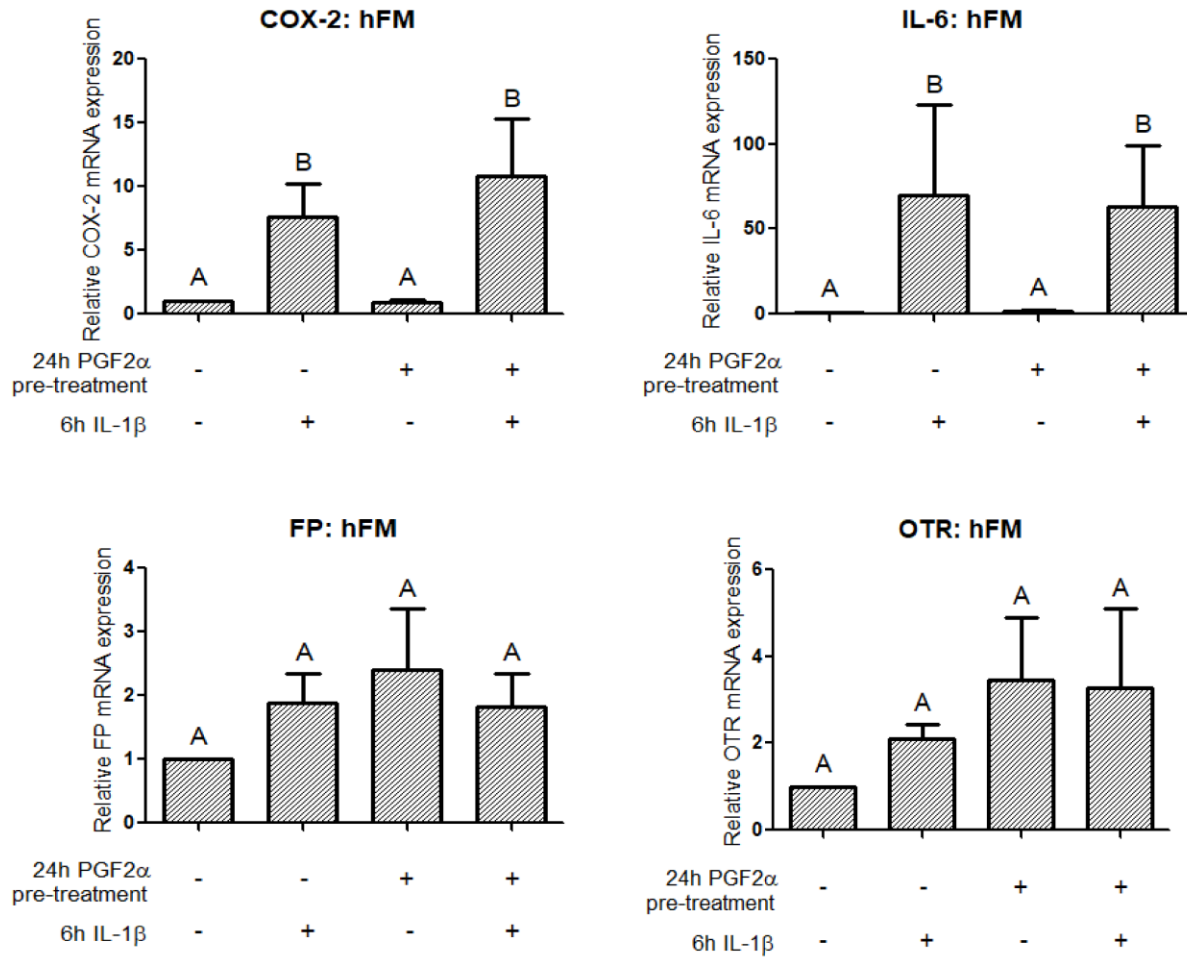 COX-2: hFM
Relative COX-2 mRNA expression
20
15
10
5
0
A
B
A
B
24h PGF2α
pre-treatment
- - + +
6h IL-1β - + - +
IL-6: hFM
Relative IL-6 mRNA expression
150
100
50
0
A
B
A
B
24h PGF2α
pre-treatment
- - + +
6h IL-1β - + - +
FP: hFM
Relative FP mRNA expression
4
3
2
1
0
A
A
A
A
24h PGF2α
pre-treatment
- - + +
6h IL-1β - + - +
OTR: hFM
Relative OTR mRNA expression
6
4
2
0
A
A
A
A
24h PGF2α
pre-treatment
- - + +
6h IL-1β - + - +